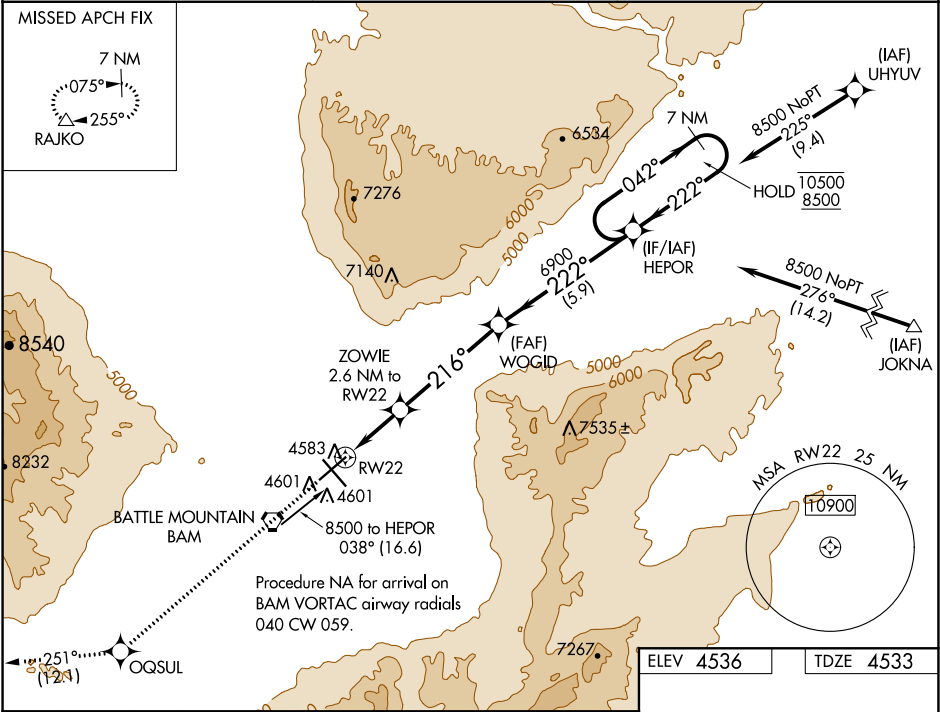 MISSED APCH FIX
7 NM
075°
255°
RAJKO
(IAF)
UHYUV
8500 NoPT
225°
(9.4)
7 NM
6534
042°
222°
HOLD
10500
8500
7276
6000
5000
(IF/IAF)
HEPOR
7140
6900
222°
(5.9)
8500 NoPT
276°
(14.2)
(IAF)
JOKNA
8540
5000
(FAF)
WOGID
216°
ZOWIE
2.6 NM to
RW22
5000
6000
7535±
4583
RW22
8232
4601
4601
MSA RW22 25 NM
10900
BATTLE MOUNTAIN
BAM
8500 to HEPOR
038° (16.6)
Procedure NA for arrival on
BAM VORTAC airway radials
040 CW 059.
251°
(12.1)
OQSUL
7267
ELEV 4536
TDZE 4533